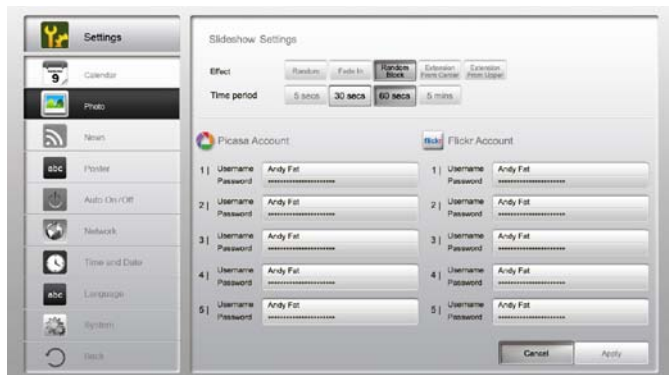 Settings
9
Calendar
Photo
News
abc
Poster
Auto On/Off
Network
Time and Date
abc
Language
System
Back
Slideshow Settings
Effect
Random
Fade In
Random Block
Extension From Center
Extension From Upper
Time period
5 secs
30 secs
60 secs
5 mins
Picasa Account
1 | Username Andy Fat
Password ••••••••••••••••••••••
2 | Username Andy Fat
Password ••••••••••••••••••••••
3 | Username Andy Fat
Password ••••••••••••••••••••••
4 | Username Andy Fat
Password ••••••••••••••••••••••
5 | Username Andy Fat
Password ••••••••••••••••••••••
flickr Flickr Account
1 | Username Andy Fat
Password ••••••••••••••••••••••
2 | Username Andy Fat
Password ••••••••••••••••••••••
3 | Username Andy Fat
Password ••••••••••••••••••••••
4 | Username Andy Fat
Password ••••••••••••••••••••••
5 | Username Andy Fat
Password ••••••••••••••••••••••
Cancel
Apply